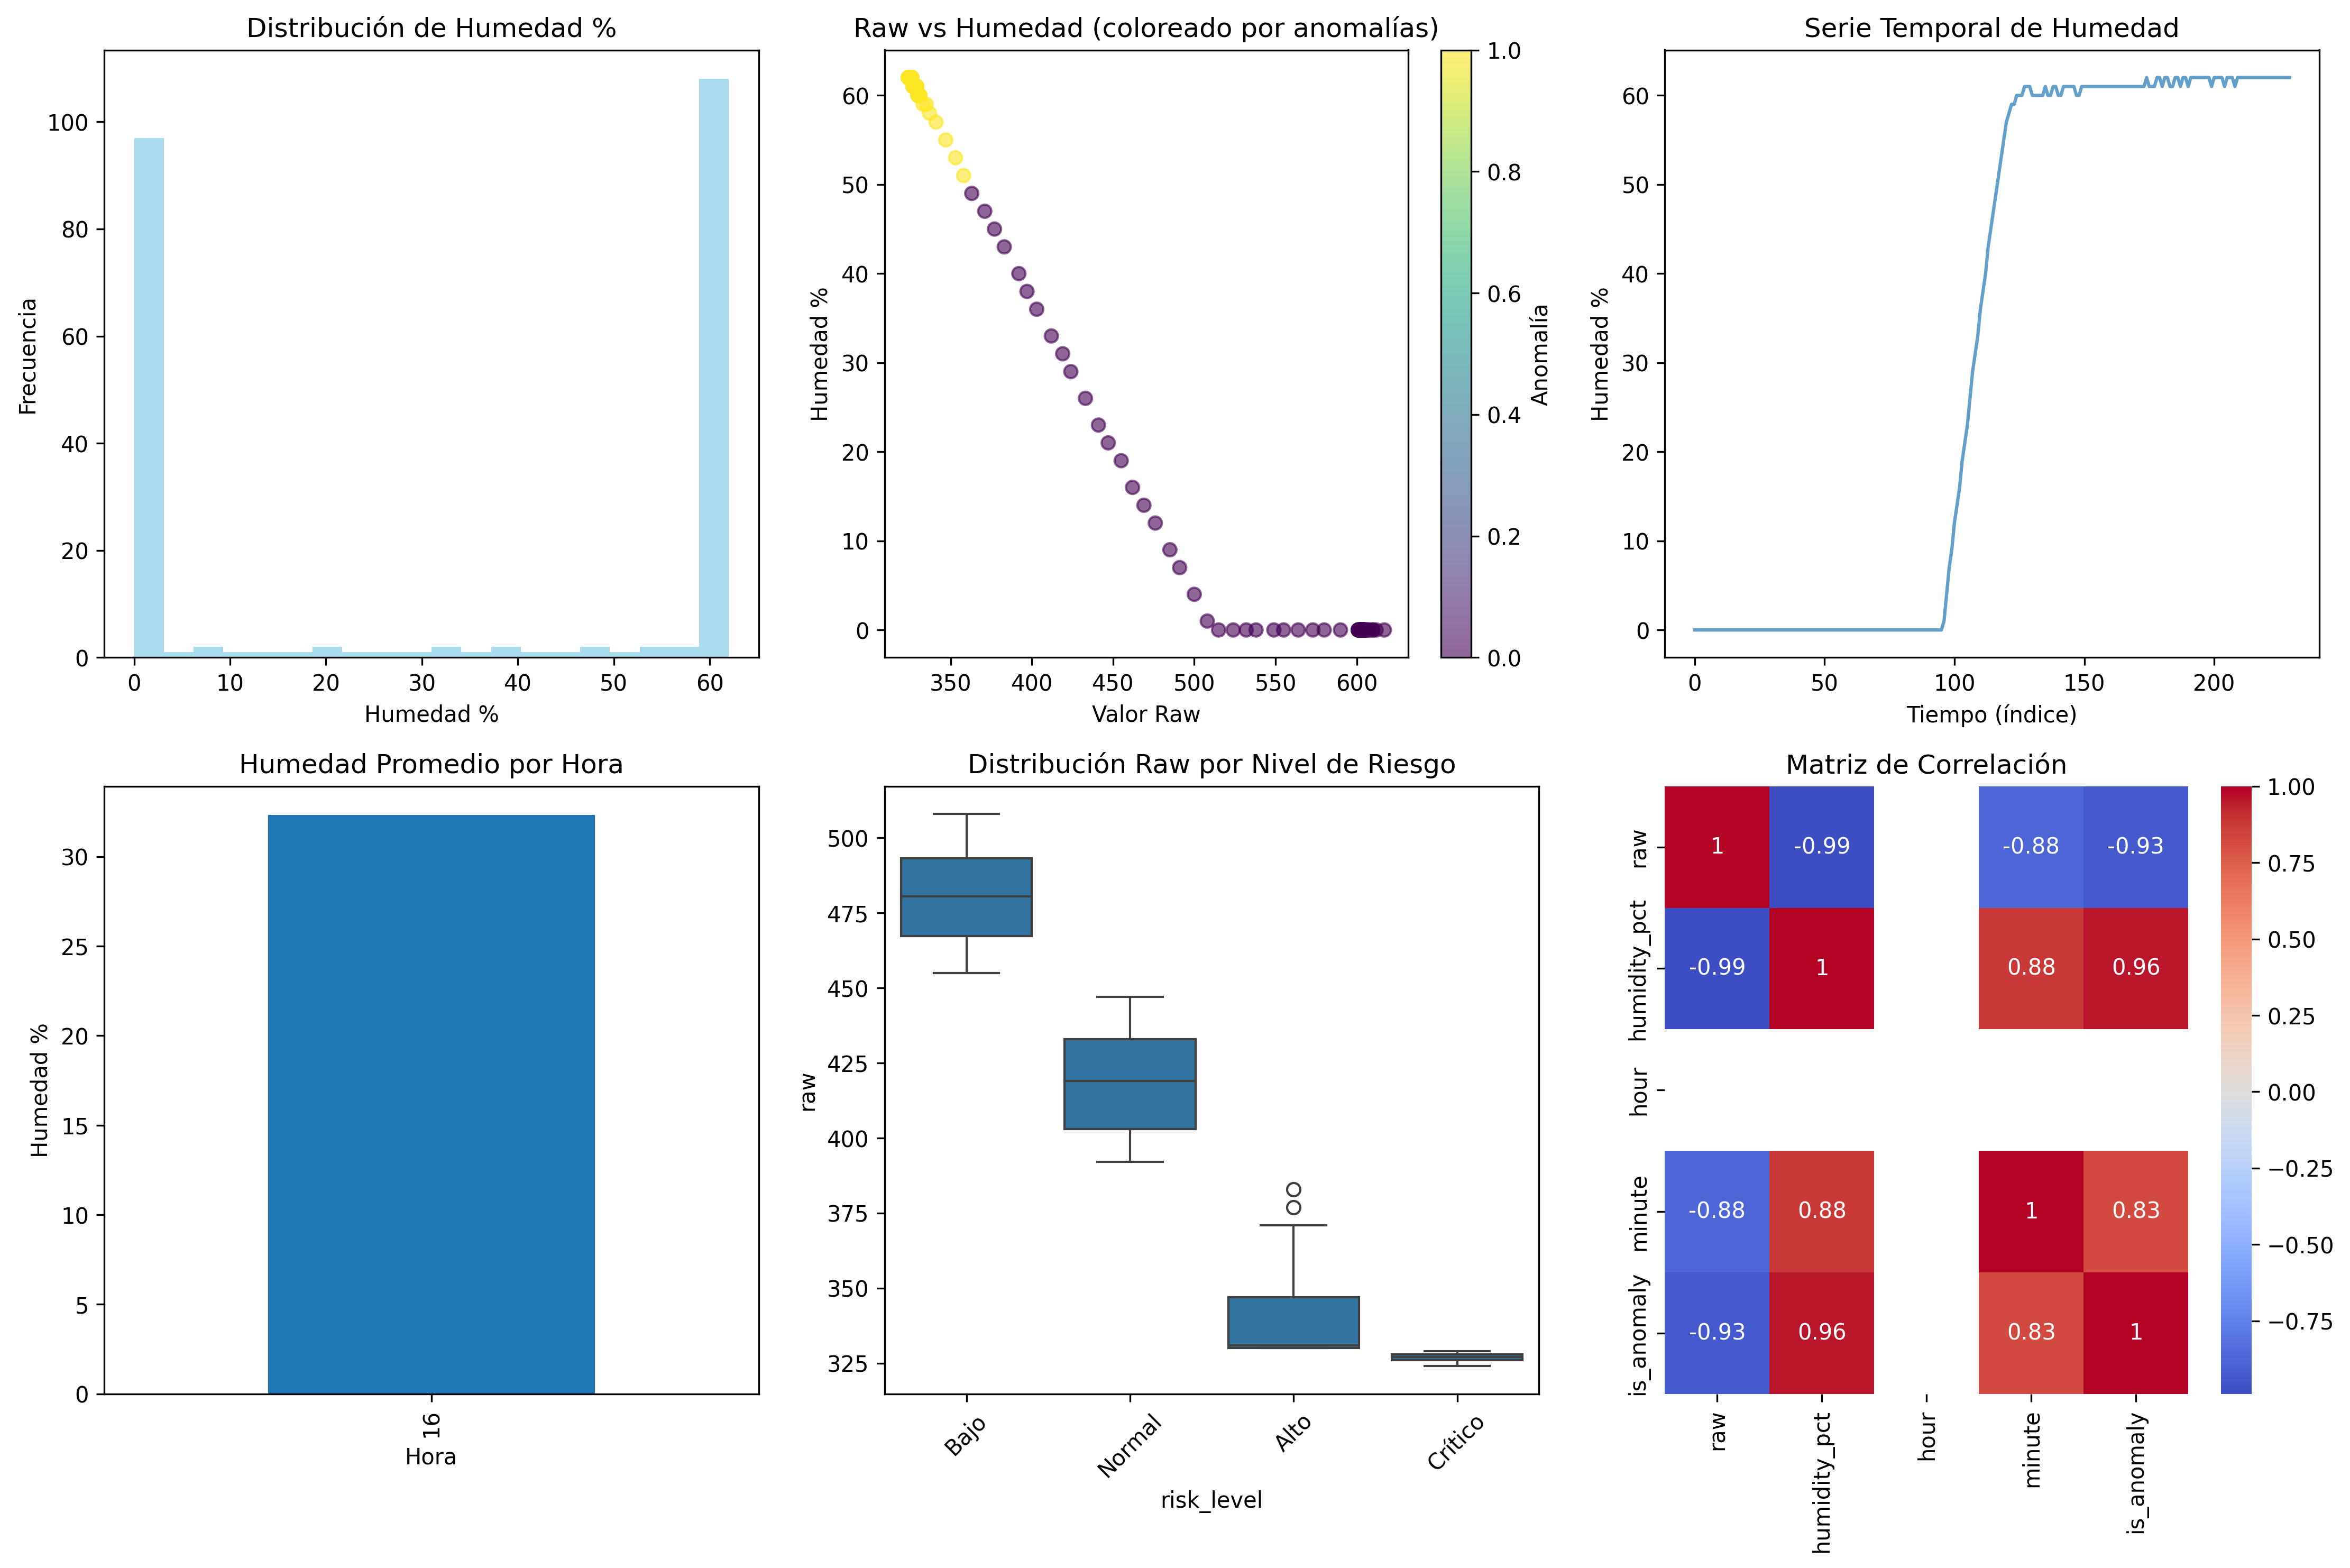 Distribución de Humedad %
Frecuencia
100
80
60
40
20
0
0 10 20 30 40 50 60
Humedad %
Raw vs Humedad (coloreado por anomalías)
Humedad %
60
50
40
30
20
10
0
350 400 450 500 550 600
Valor Raw
1.0
0.8
0.6
0.4
0.2
0.0
Anomalía
Serie Temporal de Humedad
Humedad %
60
50
40
30
20
10
0
0 50 100 150 200
Tiempo (índice)
Humedad Promedio por Hora
Humedad %
30
25
20
15
10
5
0
16
Hora
Distribución Raw por Nivel de Riesgo
raw
500
475
450
425
400
375
350
325
Bajo Normal Alto Crítico
risk_level
Matriz de Correlación
raw
humidity_pct
hour
minute
is_anomaly
1 -0.99 -0.88 -0.93
-0.99 1 0.88 0.96
-0.88 0.88 1 0.83
-0.93 0.96 0.83 1
raw humidity_pct hour minute is_anomaly
1.00
0.75
0.50
0.25
0.00
−0.25
−0.50
−0.75